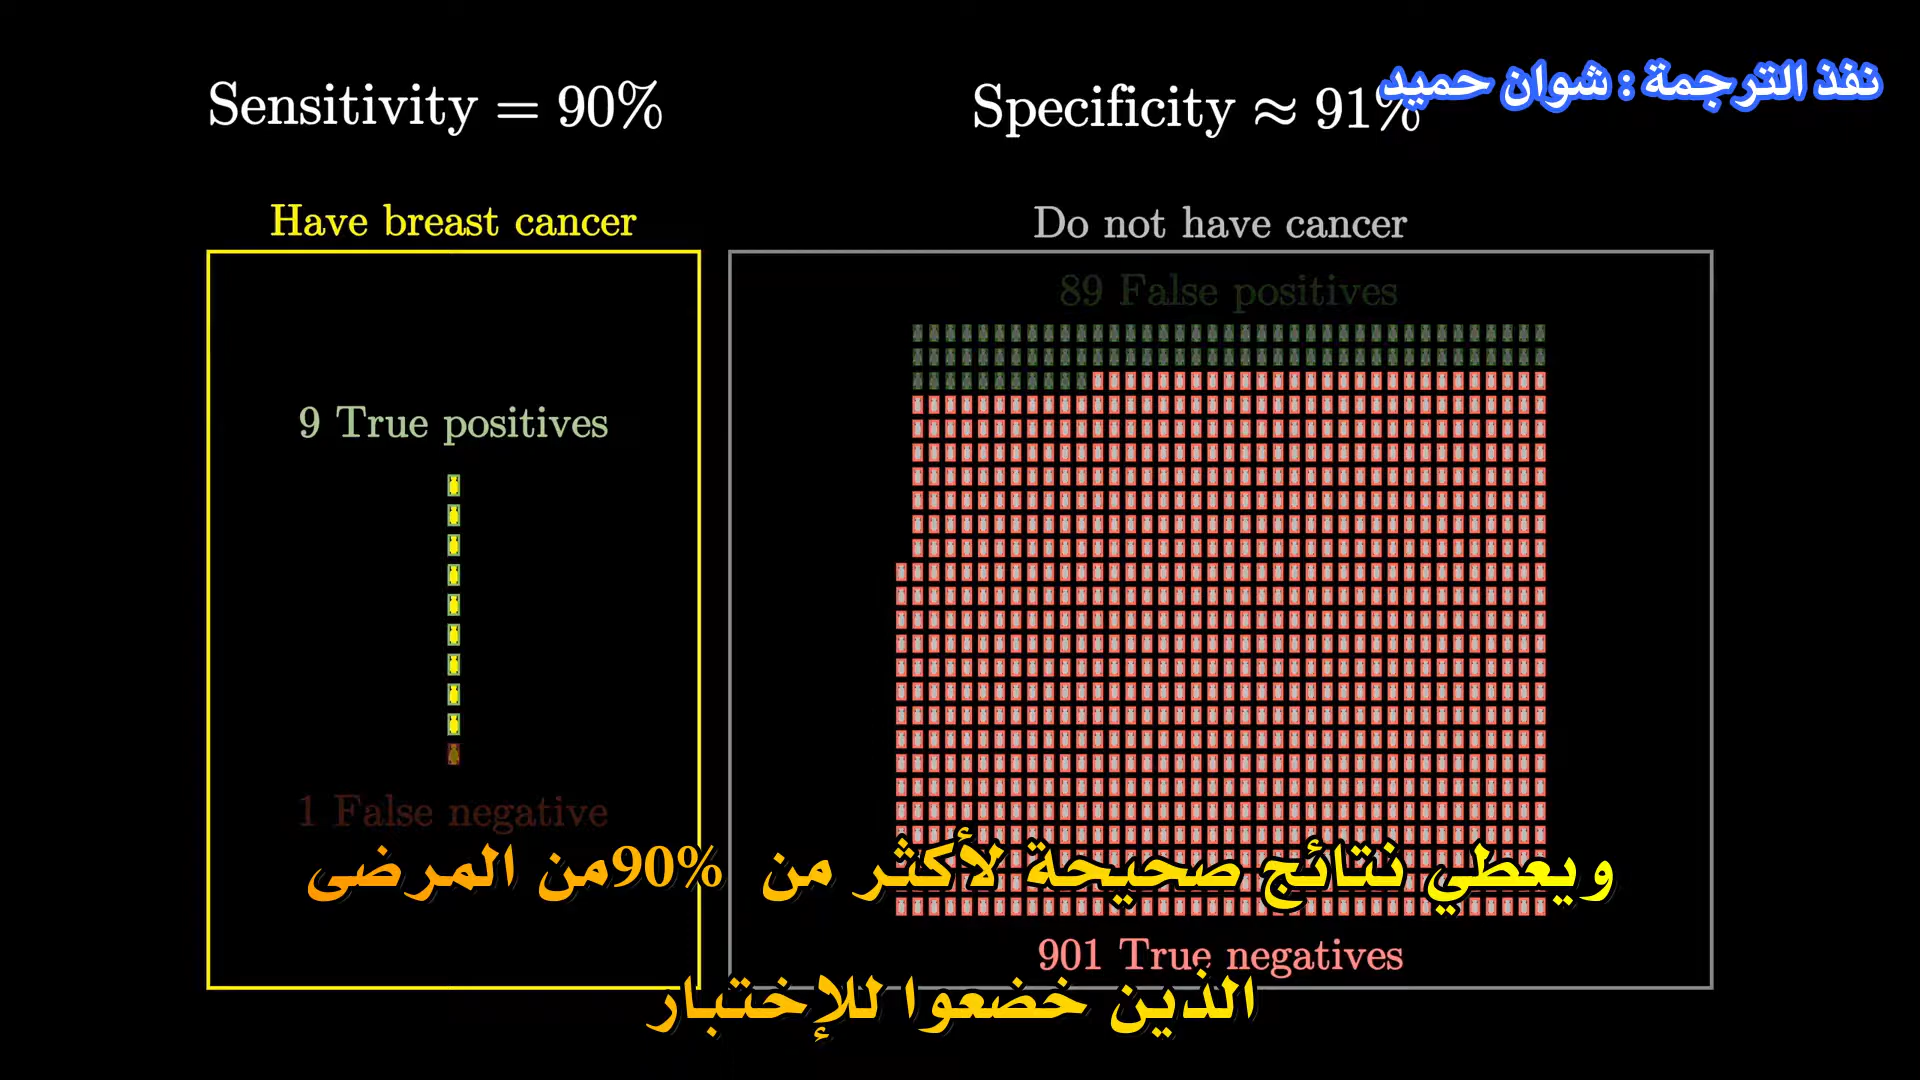 Sensitivity = 90%
Specificity ≈ 91%
نفذ الترجمة : شوان حميد
Have breast cancer
Do not have cancer
89 False positives
9 True positives
1 False negative
ويعطي نتائج صحيحة لأكثر من 90%من المرضى
901 True negatives
الذين خضعوا للإختبار